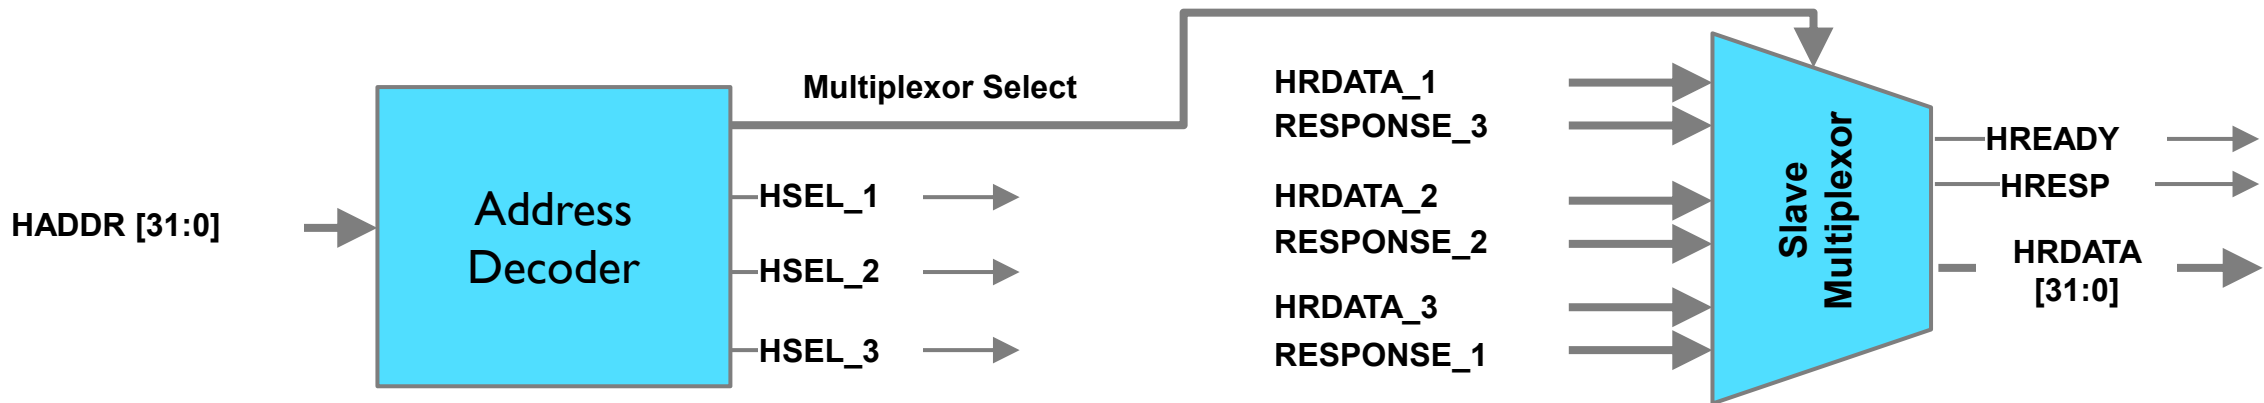 HADDR [31:0]
Address
Decoder
Multiplexor Select
HSEL_1
HSEL_2
HSEL_3
HRDATA_1
RESPONSE_3
HRDATA_2
RESPONSE_2
HRDATA_3
RESPONSE_1
Slave
Multiplexor
HREADY
HRESP
HRDATA
[31:0]